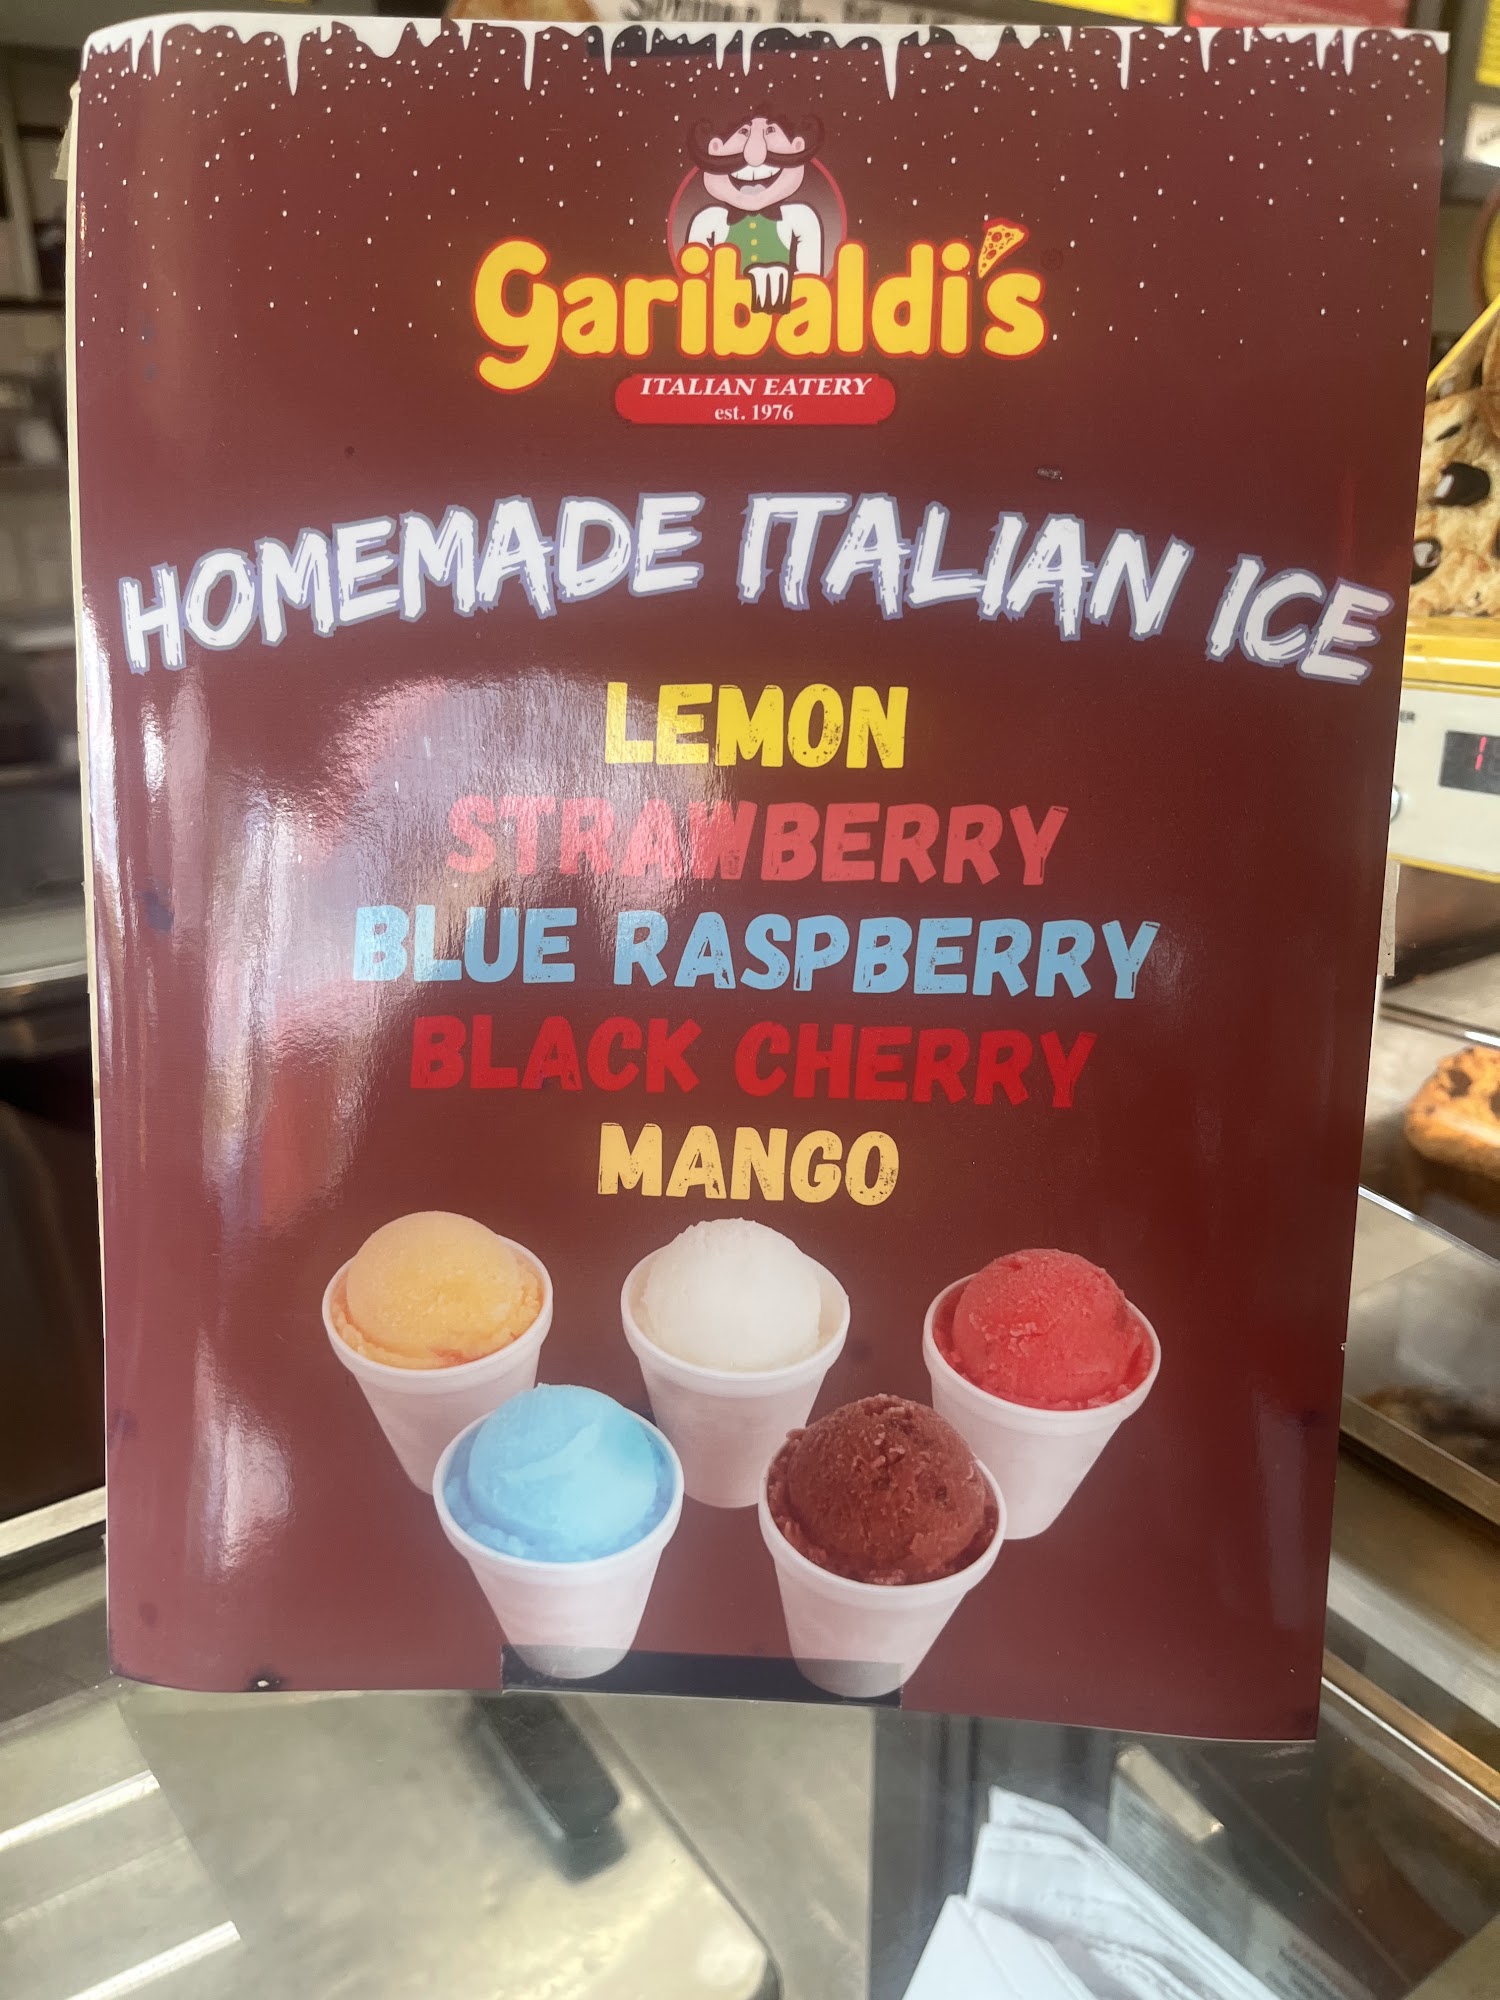 Garibaldi's
ITALIAN EATERY
est. 1976
HOMEMADE ITALIAN ICE
LEMON
STRAWBERRY
BLUE RASPBERRY
BLACK CHERRY
MANGO